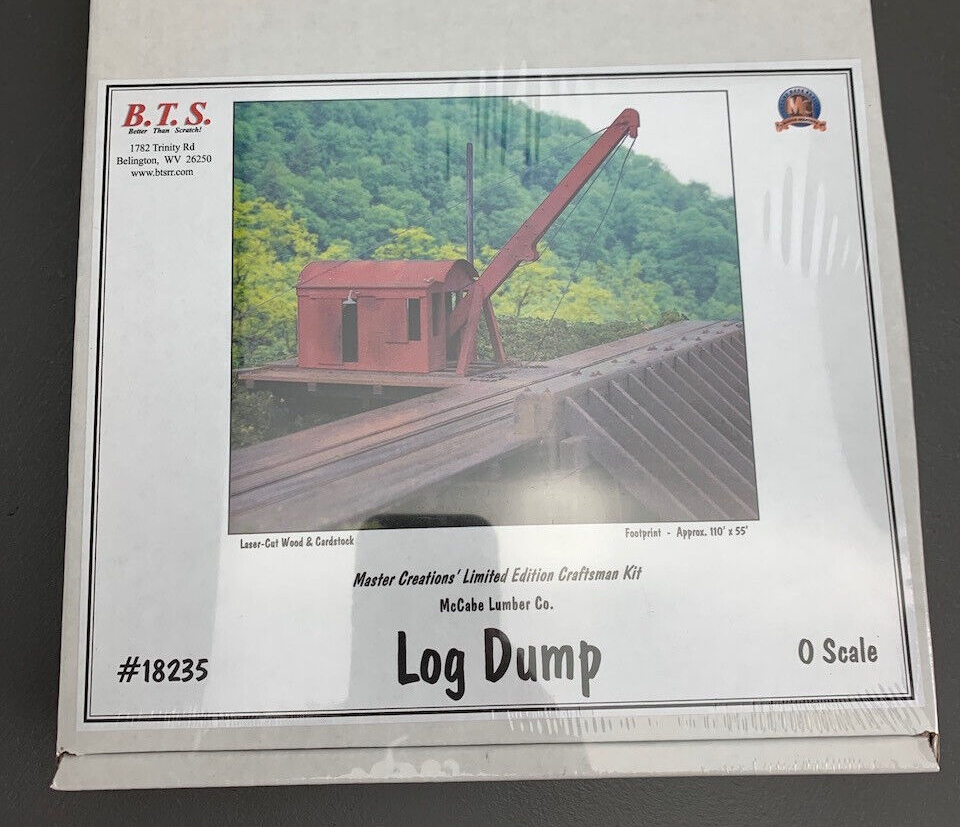 B.T.S.
Better Than Scratch!
1782 Trinity Rd
Belington, WV 26250
www.btsrr.com
MC
Laser-Cut Wood & Cardstock
Footprint - Approx. 110' x 55'
Master Creations' Limited Edition Craftsman Kit
McCabe Lumber Co.
Log Dump
#18235
O Scale